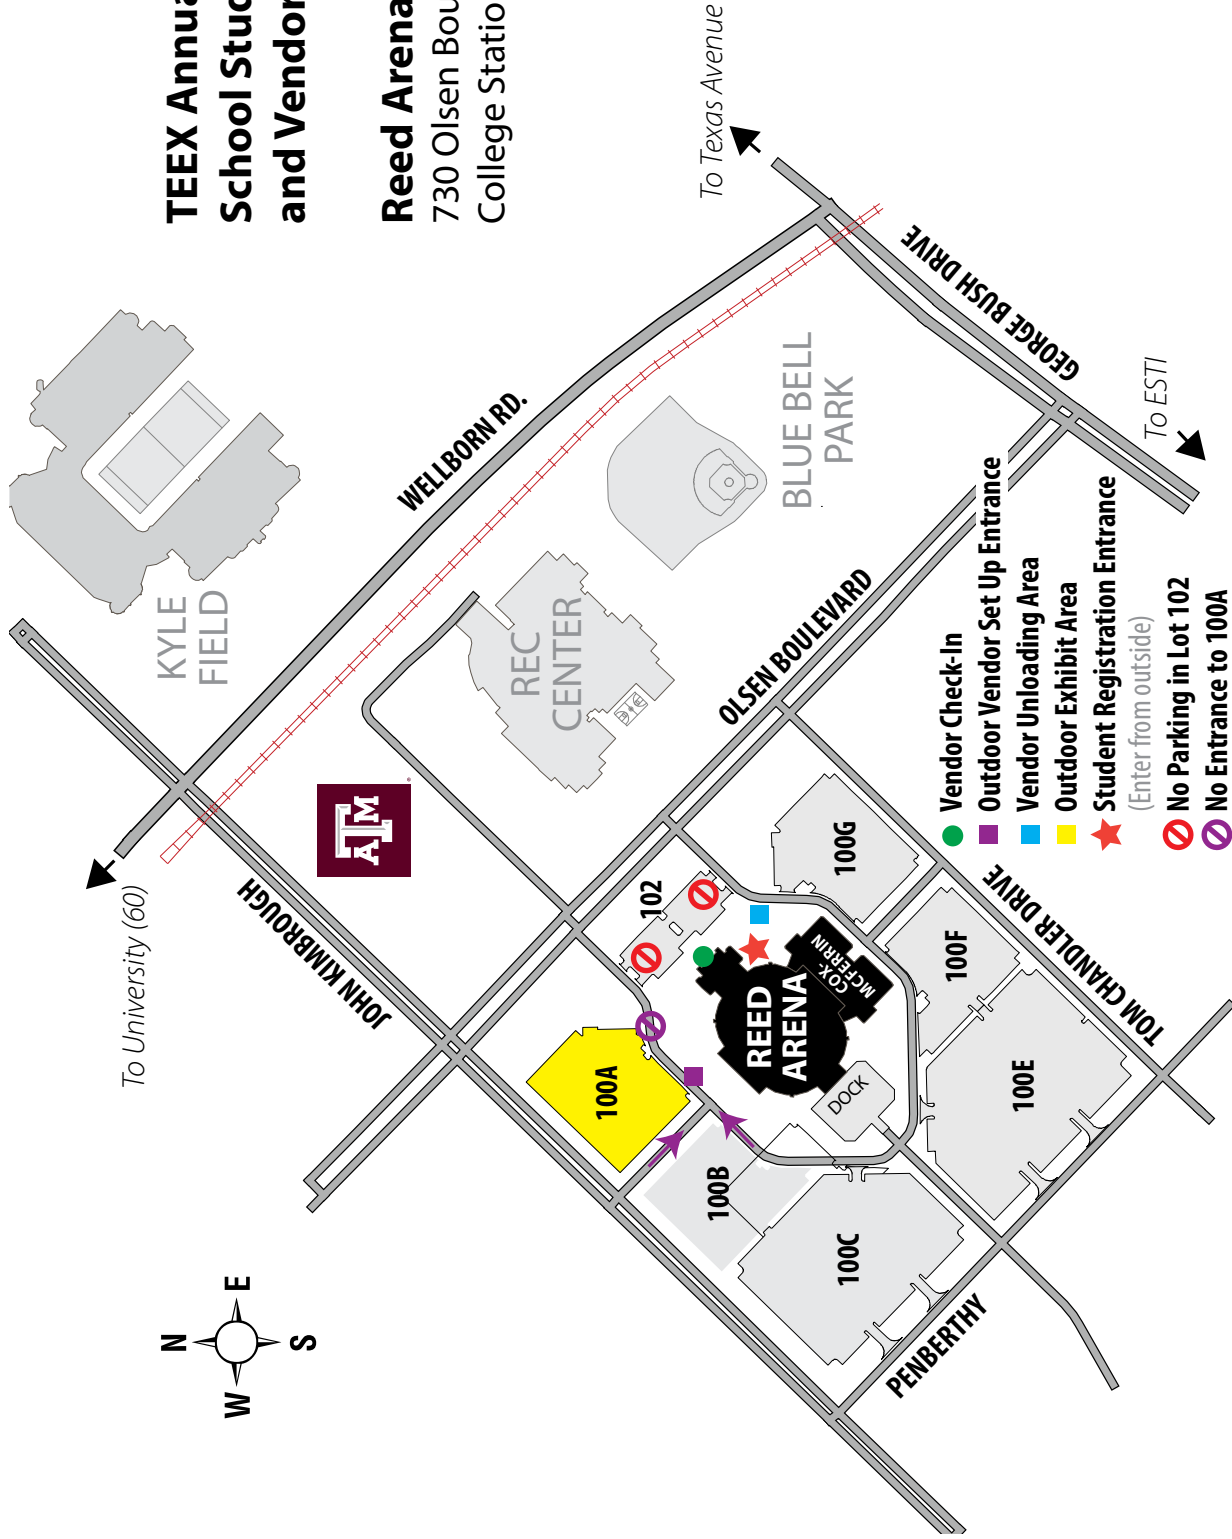 TEEX Annua
School Stud
and Vendor
Reed Arena
730 Olsen Bou
College Statio
To Texas Avenue
To University (60)
To ESTI
N
W E
S
KYLE
FIELD
WELLBORN RD.
JOHN KIMBROUGH
GEORGE BUSH DRIVE
BLUE BELL
PARK
REC
CENTER
OLSEN BOULEVARD
ĀTM
102
100A
100B
100C
100E
100F
100G
REED
ARENA
COX-
MCFERRIN
DOCK
TOM CHANDLER DRIVE
PENBERTHY
Vendor Check-In
Outdoor Vendor Set Up Entrance
Vendor Unloading Area
Outdoor Exhibit Area
Student Registration Entrance
(Enter from outside)
No Parking in Lot 102
No Entrance to 100A